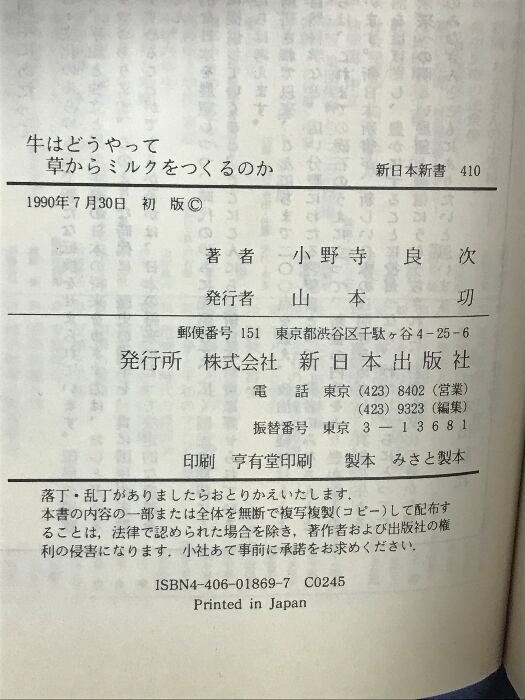 牛はどうやって
草からミルクをつくるのか
新日本新書 410
1990年7月30日 初 版 ©
著 者 小野寺 良 次
発行者 山 本 功
郵便番号 151 東京都渋谷区千駄ヶ谷4-25-6
発行所 株式会社 新日本出版社
電 話 東京 (423) 8402 (営業)
(423) 9323 (編集)
振替番号 東京 3-13681
印刷 亨有堂印刷 製本 みさと製本
落丁・乱丁がありましたらおとりかえいたします.
本書の内容の一部または全体を無断で複写複製(コピー)して配布す
ることは, 法律で認められた場合を除き, 著作者および出版社の権
利の侵害になります. 小社あて事前に承諾をお求めください.
ISBN4-406-01869-7 C0245
Printed in Japan